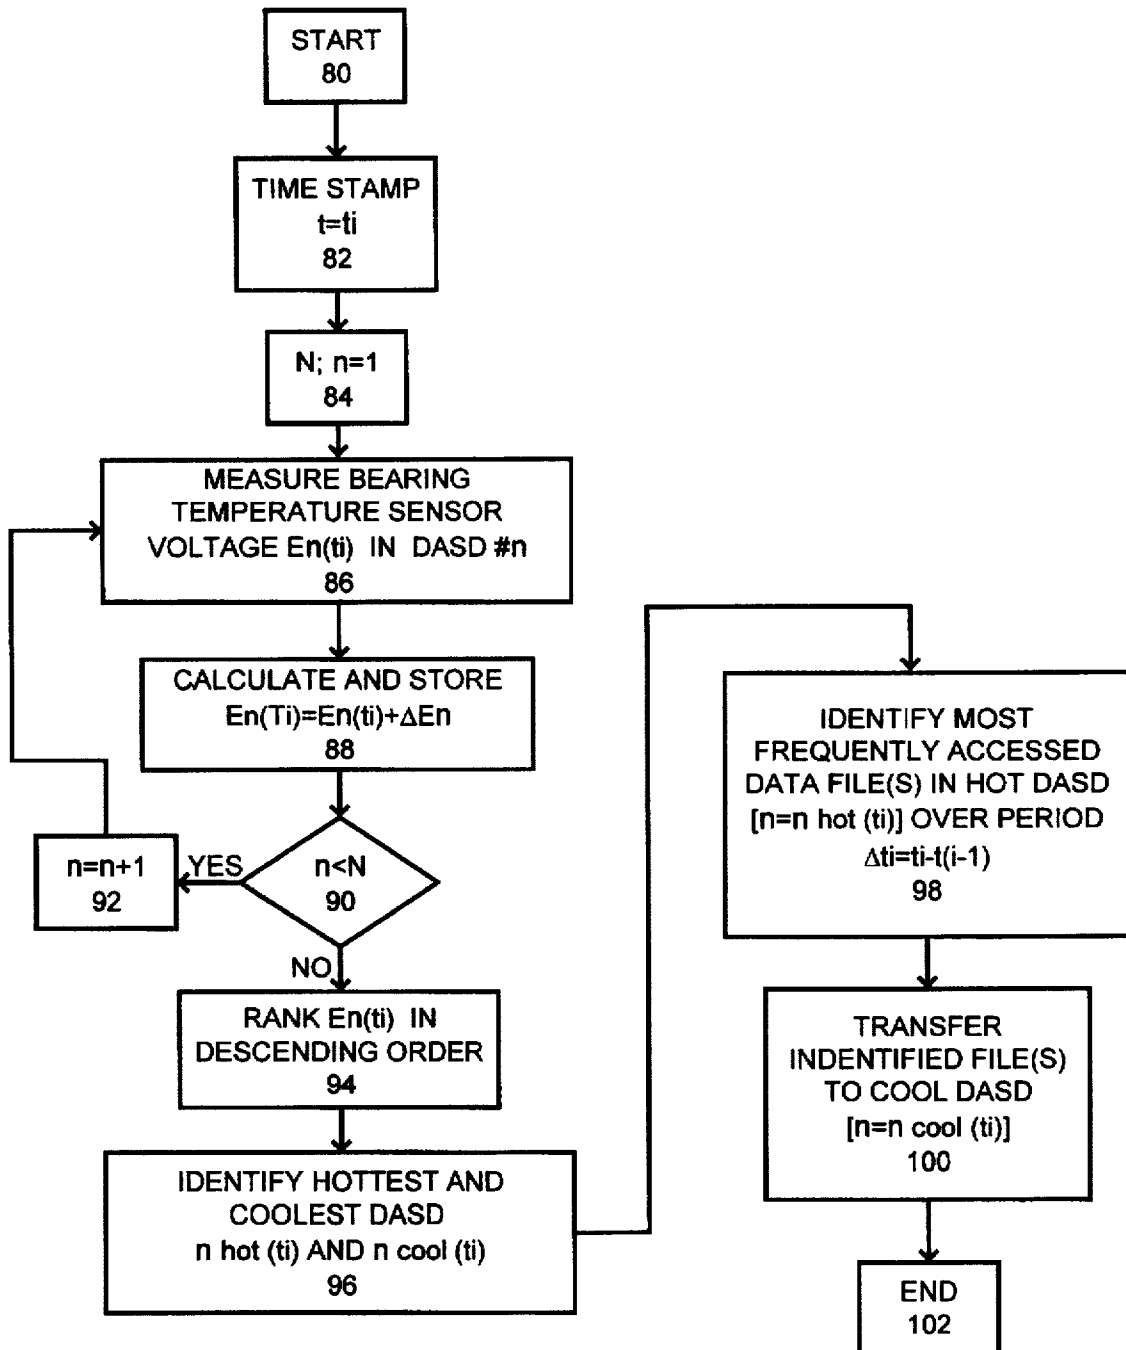 START
80
TIME STAMP
t=ti
82
N; n=1
84
MEASURE BEARING
TEMPERATURE SENSOR
VOLTAGE En(ti) IN DASD #n
86
CALCULATE AND STORE
En(Ti)=En(ti)+ΔEn
88
n<N
90
YES
n=n+1
92
NO
RANK En(ti) IN
DESCENDING ORDER
94
IDENTIFY HOTTEST AND
COOLEST DASD
n hot (ti) AND n cool (ti)
96
IDENTIFY MOST
FREQUENTLY ACCESSED
DATA FILE(S) IN HOT DASD
[n=n hot (ti)] OVER PERIOD
Δti=ti-t(i-1)
98
TRANSFER
INDENTIFIED FILE(S)
TO COOL DASD
[n=n cool (ti)]
100
END
102